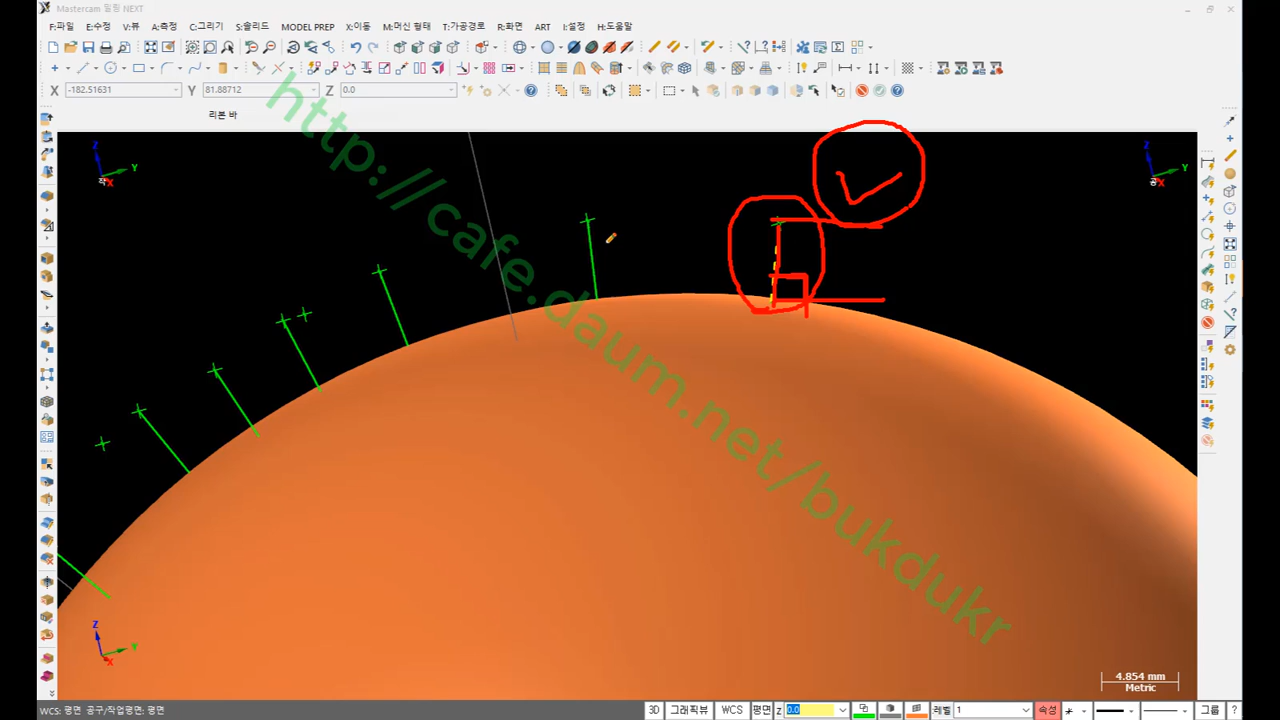 Mastercam 밀링 NEXT
F:파일 E:수정 V:뷰 A:측정 C:그리기 S:솔리드 MODEL PREP X:이동 M:머신 형태 T:가공경로 R:화면 ART I:설정 H:도움말
X -182.51631 Y 81.88712 Z 0.0
리본 바
Z Y X
Z Y X
http://cafe.daum.net/bukdukr
Z Y X
4.854 mm
Metric
WCS: 평면 공구/작업평면: 평면 3D 그래픽뷰 WCS 평면 Z 0.0 레벨 1 속성 그룹 ?